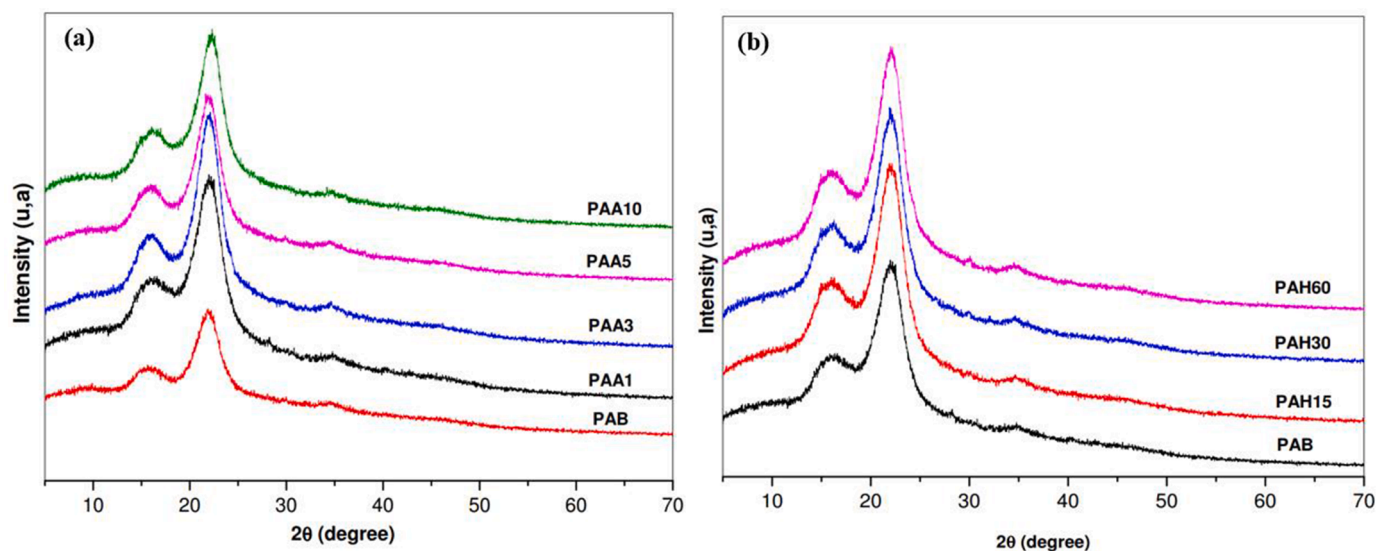 (a)
Intensity (u,a)
PAA10
PAA5
PAA3
PAA1
PAB
10 20 30 40 50 60 70
2θ (degree)
(b)
Intensity (u,a)
PAH60
PAH30
PAH15
PAB
10 20 30 40 50 60 70
2θ (degree)